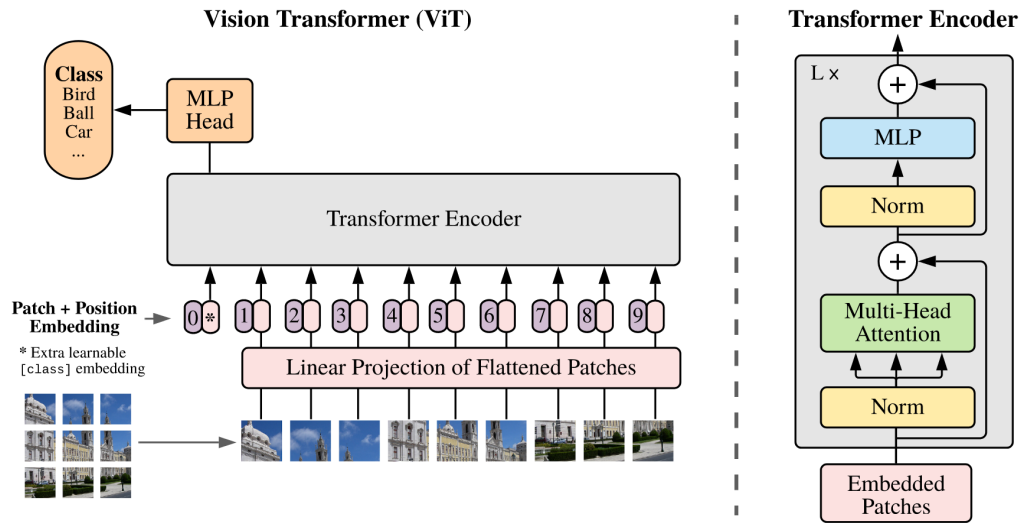 Vision Transformer (ViT)
Class
Bird
Ball
Car
...
MLP
Head
Transformer Encoder
Patch + Position
Embedding
0 * 1 2 3 4 5 6 7 8 9
* Extra learnable
[class] embedding
Linear Projection of Flattened Patches
Transformer Encoder
L ×
+
MLP
Norm
+
Multi-Head
Attention
Norm
Embedded
Patches